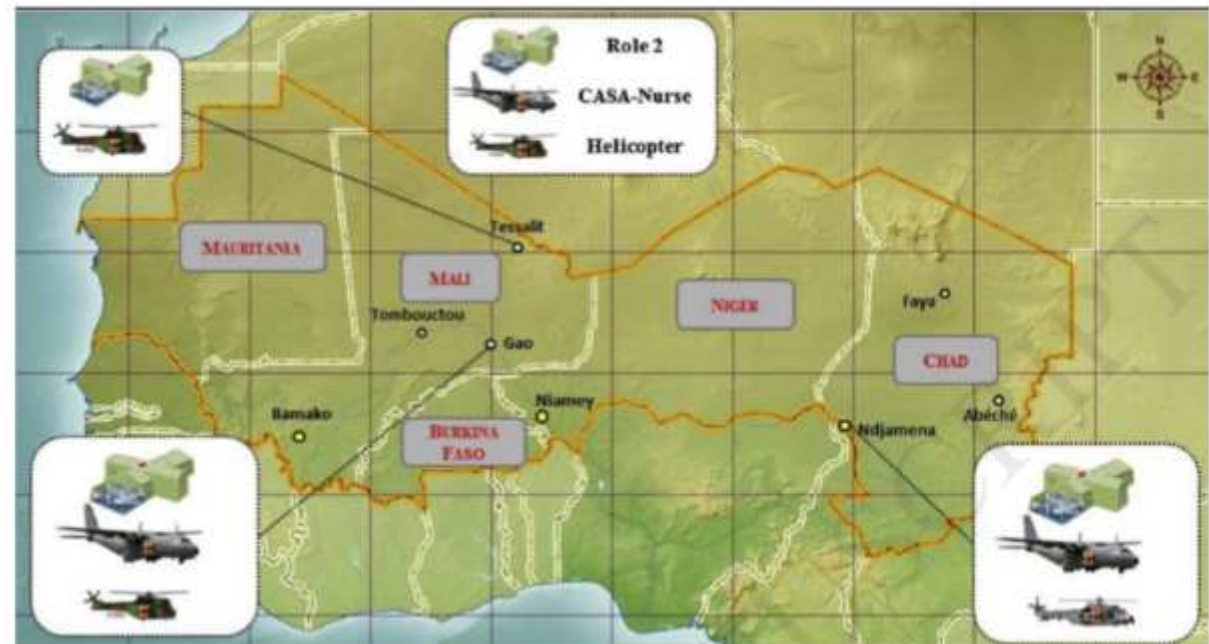 Role 2
CASA-Nurse
Helicopter
N
W
E
S
Tessalit
MAURITANIA
MALI
NIGER
Faya
Tombouctou
Gao
CHAD
Niamey
Abéché
Bamako
Ndjamena
BURKINA
FASO